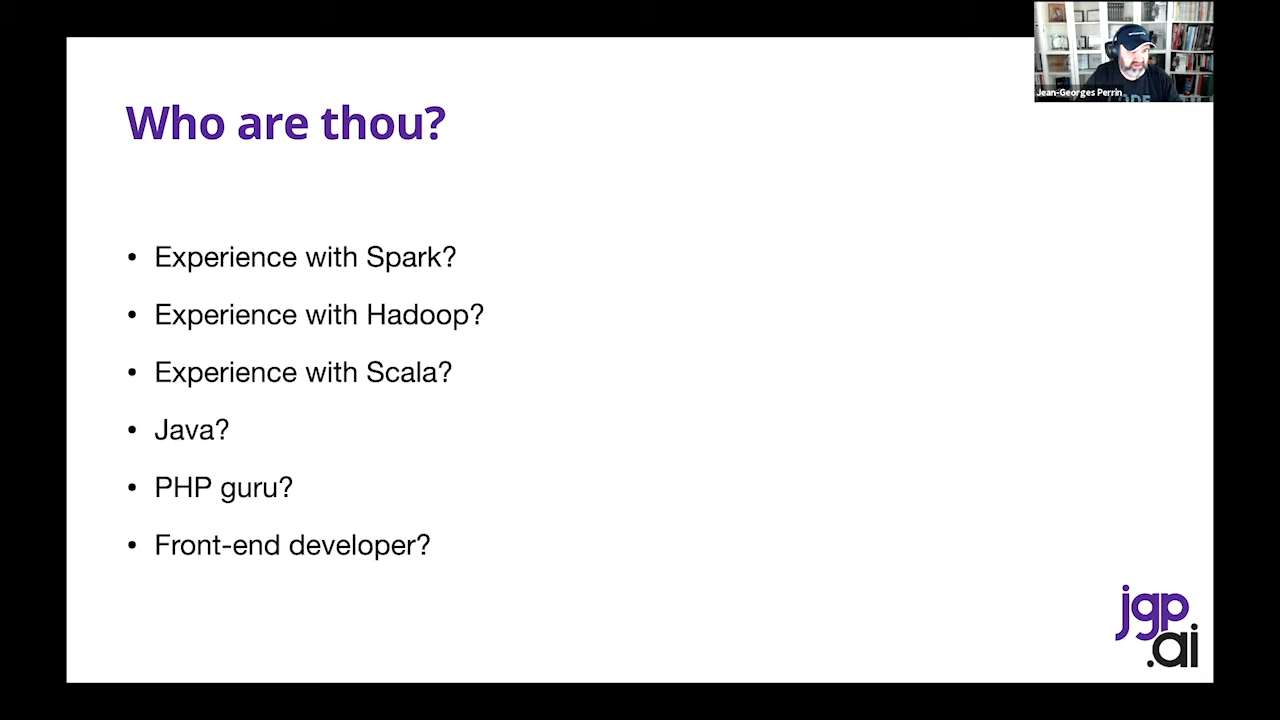 Who are thou?
Jean-Georges Perrin
• Experience with Spark?
• Experience with Hadoop?
• Experience with Scala?
• Java?
• PHP guru?
• Front-end developer?
jgp
.ai